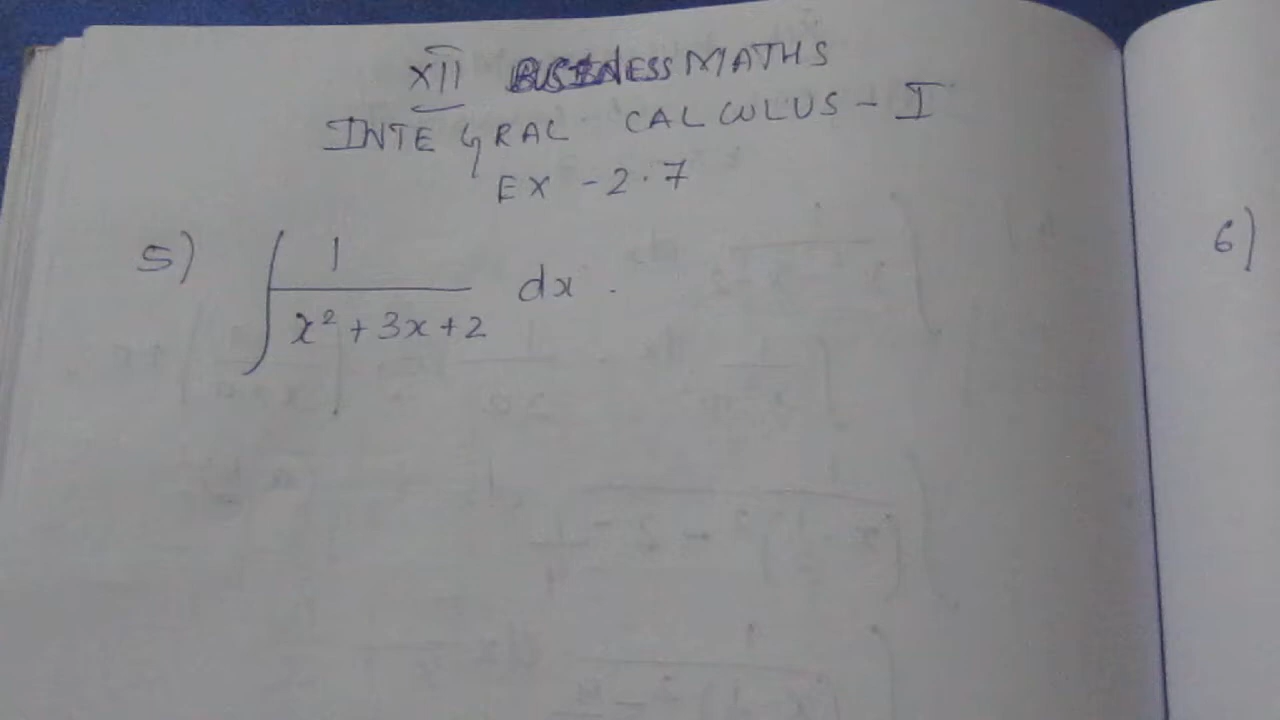 XII BUSINESS MATHS
INTEGRAL CALCULUS - I
EX - 2.7
5) ∫ 1 / (x² + 3x + 2) dx .
6)